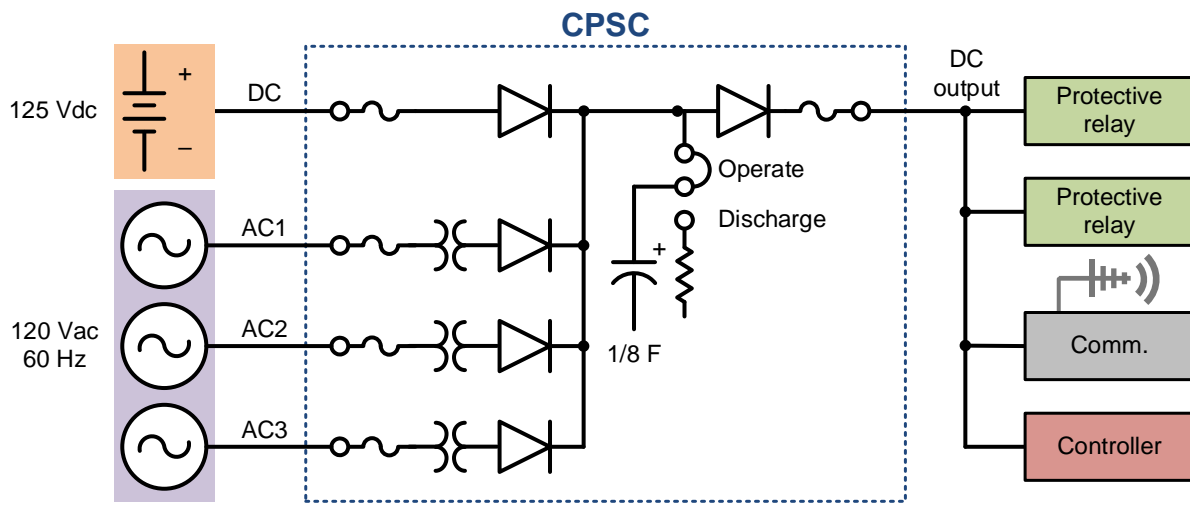 CPSC
125 Vdc
+
–
DC
DC
output
Protective
relay
Operate
Protective
relay
AC1
Discharge
+
120 Vac
60 Hz
AC2
1/8 F
Comm.
AC3
Controller